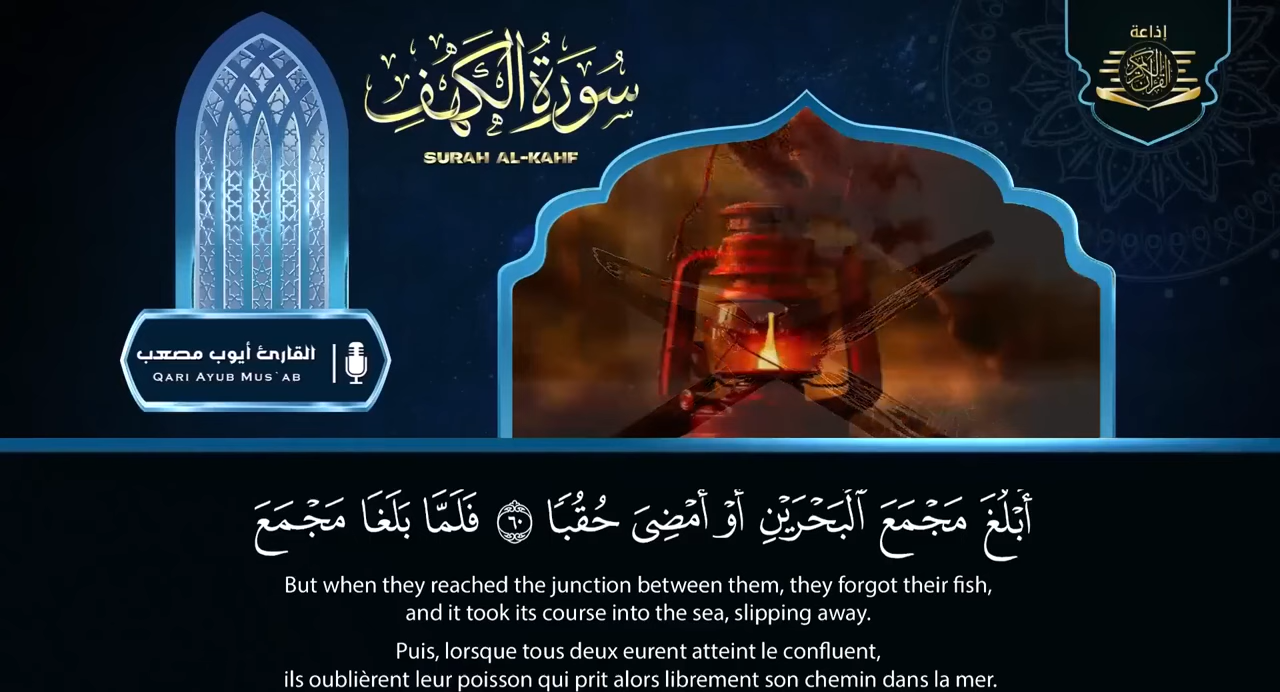 سُورَةُ الكَهْفِ
SURAH AL-KAHF
إذاعة
القرآن الكريم
القارئ أيوب مصعب
QARI AYUB MUS`AB
أَبْلُغَ مَجْمَعَ ٱلْبَحْرَيْنِ أَوْ أَمْضِىَ حُقُبًا ۝٦٠ فَلَمَّا بَلَغَا مَجْمَعَ
But when they reached the junction between them, they forgot their fish,
and it took its course into the sea, slipping away.
Puis, lorsque tous deux eurent atteint le confluent,
ils oublièrent leur poisson qui prit alors librement son chemin dans la mer.